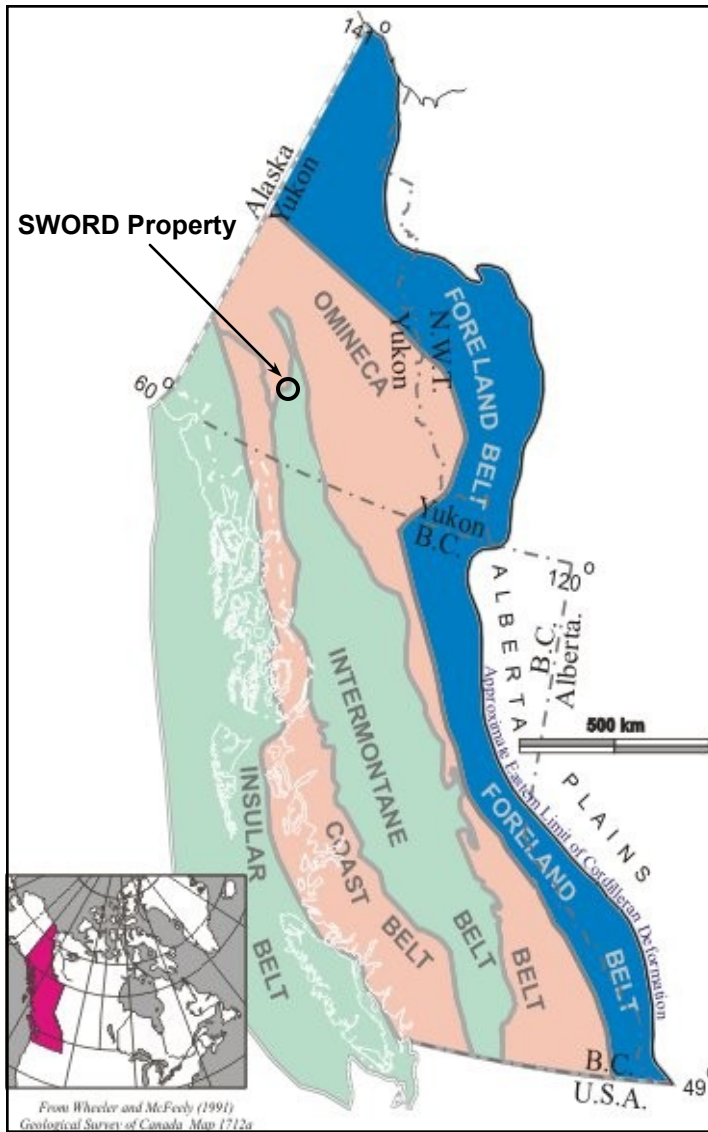 141°
Alaska
Yukon
SWORD Property
OMINECA
N.W.T.
Yukon
FORELAND BELT
60°
Yukon
B.C.
120°
ALBERTA PLAINS
B.C.
Alberta.
Approximate Eastern Limit of Cordilleran Deformation
500 km
INTERMONTANE BELT
INSULAR BELT
COAST BELT
BELT
FORELAND BELT
B.C.
U.S.A.
49
From Wheeler and McFeely (1991)
Geological Survey of Canada Map 1712a